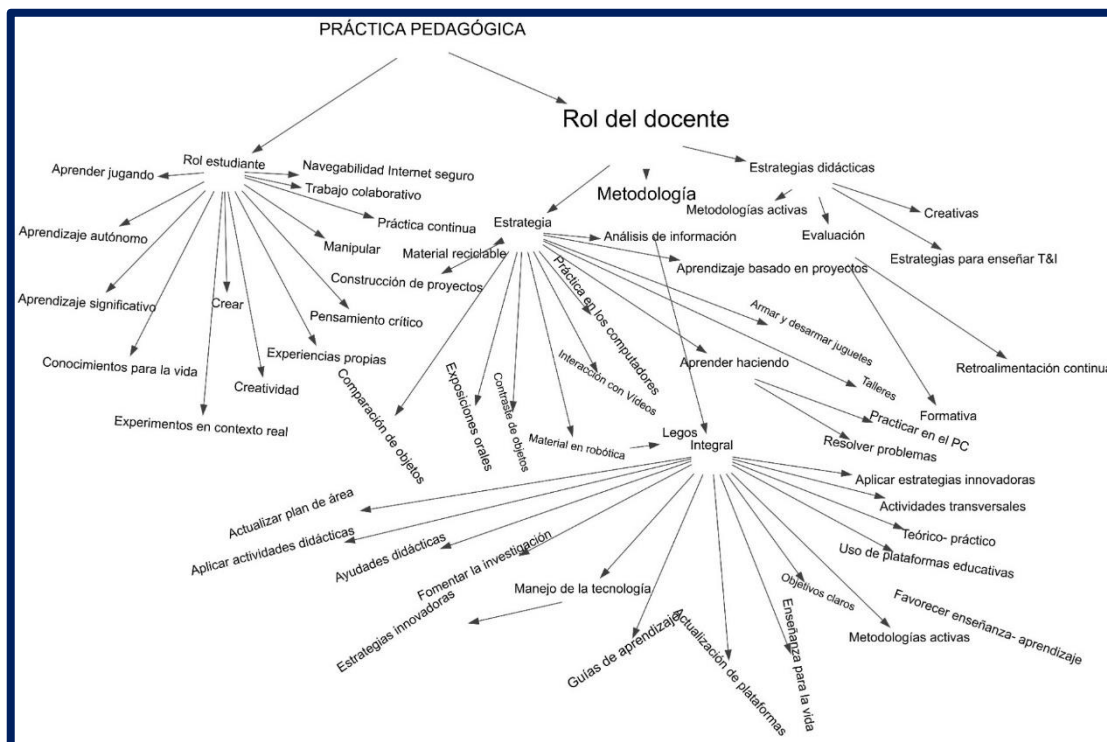 PRÁCTICA PEDAGÓGICA
Rol del docente
Rol estudiante
Aprender jugando
Navegabilidad Internet seguro
Trabajo colaborativo
Práctica continua
Manipular
Aprendizaje autónomo
Aprendizaje significativo
Crear
Pensamiento crítico
Conocimientos para la vida
Experiencias propias
Creatividad
Experimentos en contexto real
Metodología
Estrategias didácticas
Metodologías activas
Evaluación
Creativas
Estrategias para enseñar T&I
Retroalimentación continua
Formativa
Estrategia
Material reciclable
Construcción de proyectos
Análisis de información
Aprendizaje basado en proyectos
Práctica en los computadores
Armar y desarmar juguetes
Aprender haciendo
Talleres
Practicar en el PC
Resolver problemas
Interacción con Vídeos
Comparación de objetos
Exposiciones orales
Contraste de objetos
Material en robótica
Legos
Integral
Aplicar estrategias innovadoras
Actividades transversales
Teórico- práctico
Uso de plataformas educativas
Actualizar plan de área
Aplicar actividades didácticas
Ayudades didácticas
Fomentar la investigación
Manejo de la tecnología
Estrategias innovadoras
Objetivos claros
Favorecer enseñanza- aprendizaje
Metodologías activas
Guías de aprendizaje
Actualización de plataformas
Enseñanza para la vida